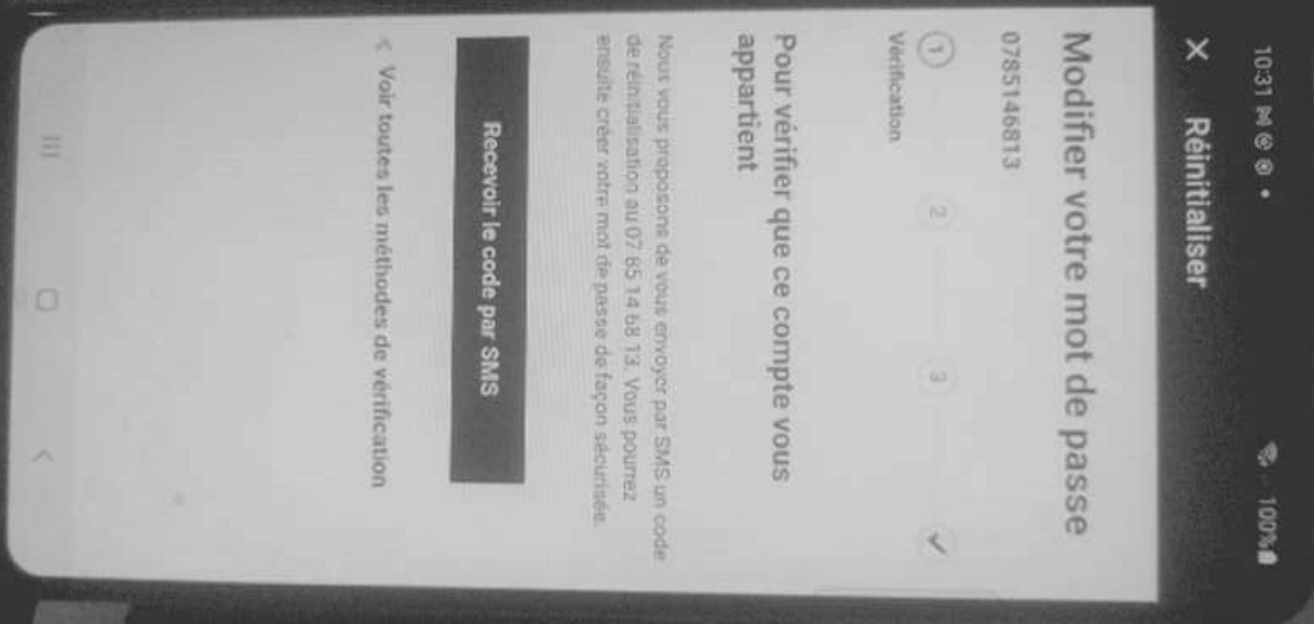 10:31
100%
× Réinitialiser
Modifier votre mot de passe
0785146813
1 2 3 ✓
Vérification
Pour vérifier que ce compte vous
appartient
Nous vous proposons de vous envoyer par SMS un code
de réinitialisation au 07 85 14 68 13. Vous pourrez
ensuite créer votre mot de passe de façon sécurisée.
Recevoir le code par SMS
< Voir toutes les méthodes de vérification